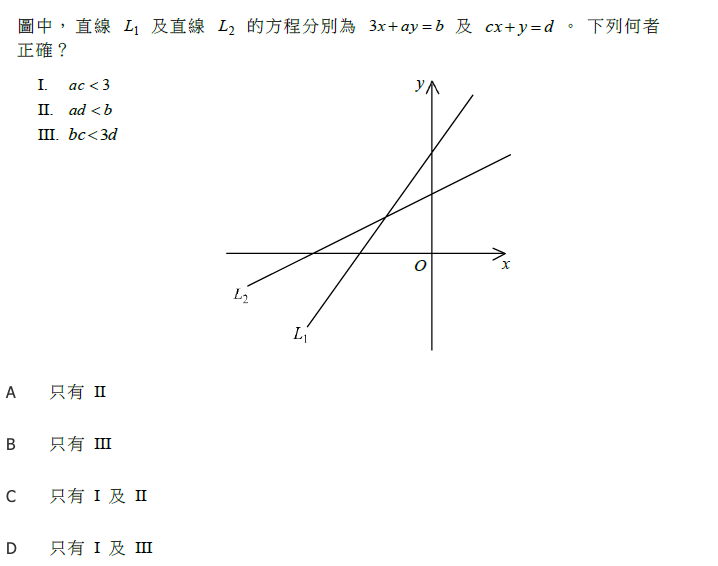 圖中，直線 L₁ 及直線 L₂ 的方程分別為 3x+ay=b 及 cx+y=d 。 下列何者
正確？
I. ac<3
II. ad<b
III. bc<3d
y
O
x
L₂
L₁
A 只有 II
B 只有 III
C 只有 I 及 II
D 只有 I 及 III